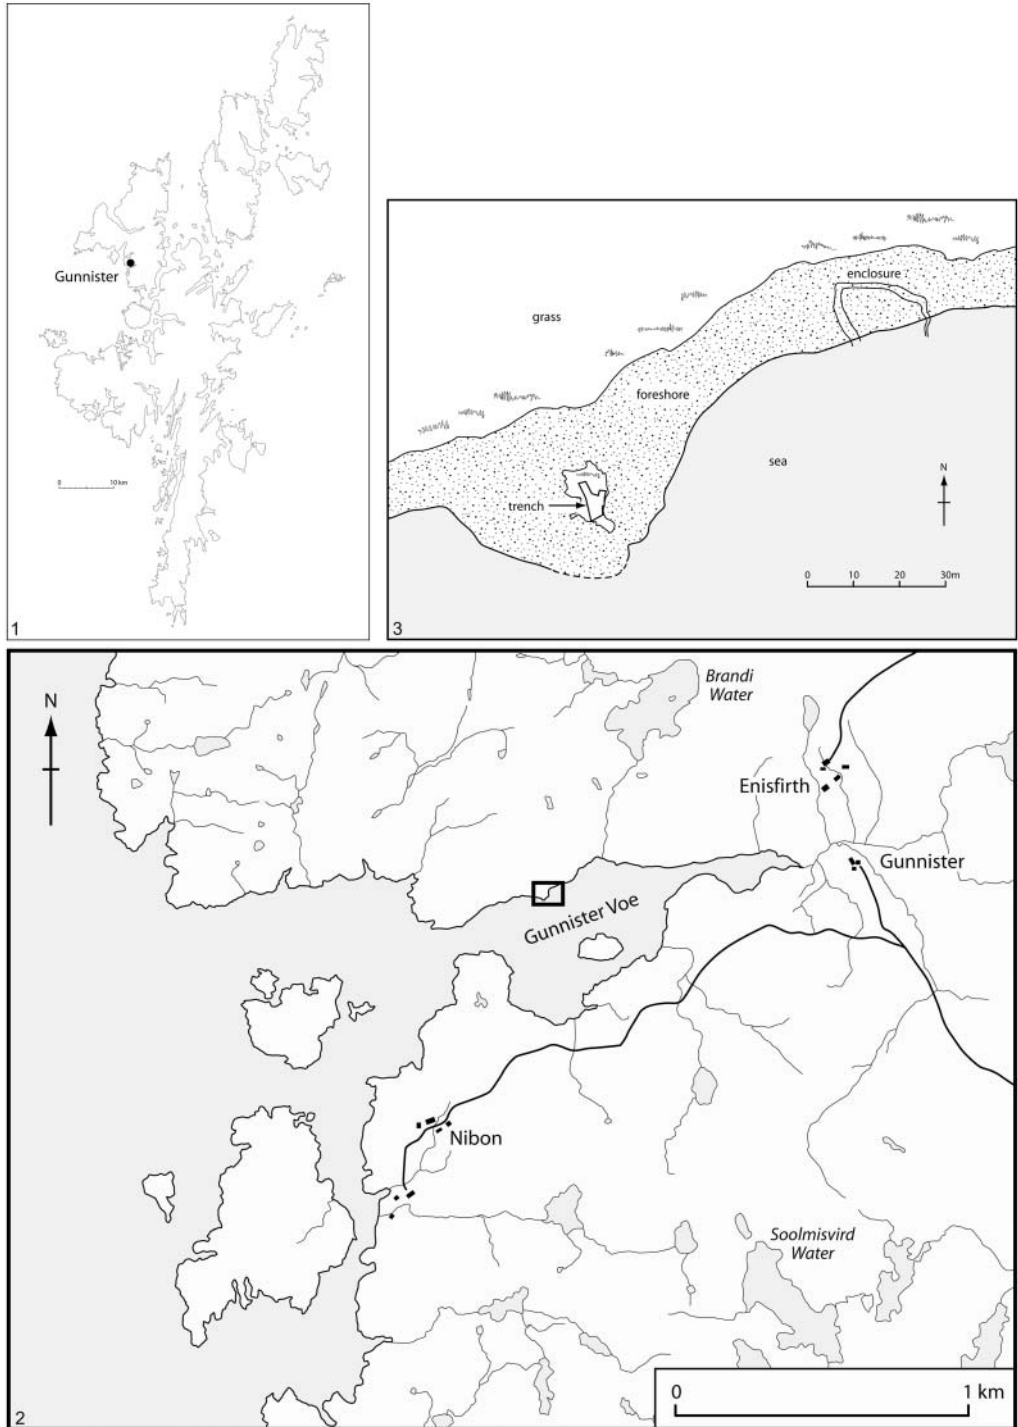 Gunnister
0 10 km
1
enclosure
grass
foreshore
sea
N
trench
0 10 20 30m
3
N
Brandi
Water
Enisfirth
Gunnister
Gunnister Voe
Nibon
Soolmisvird
Water
0 1 km
2